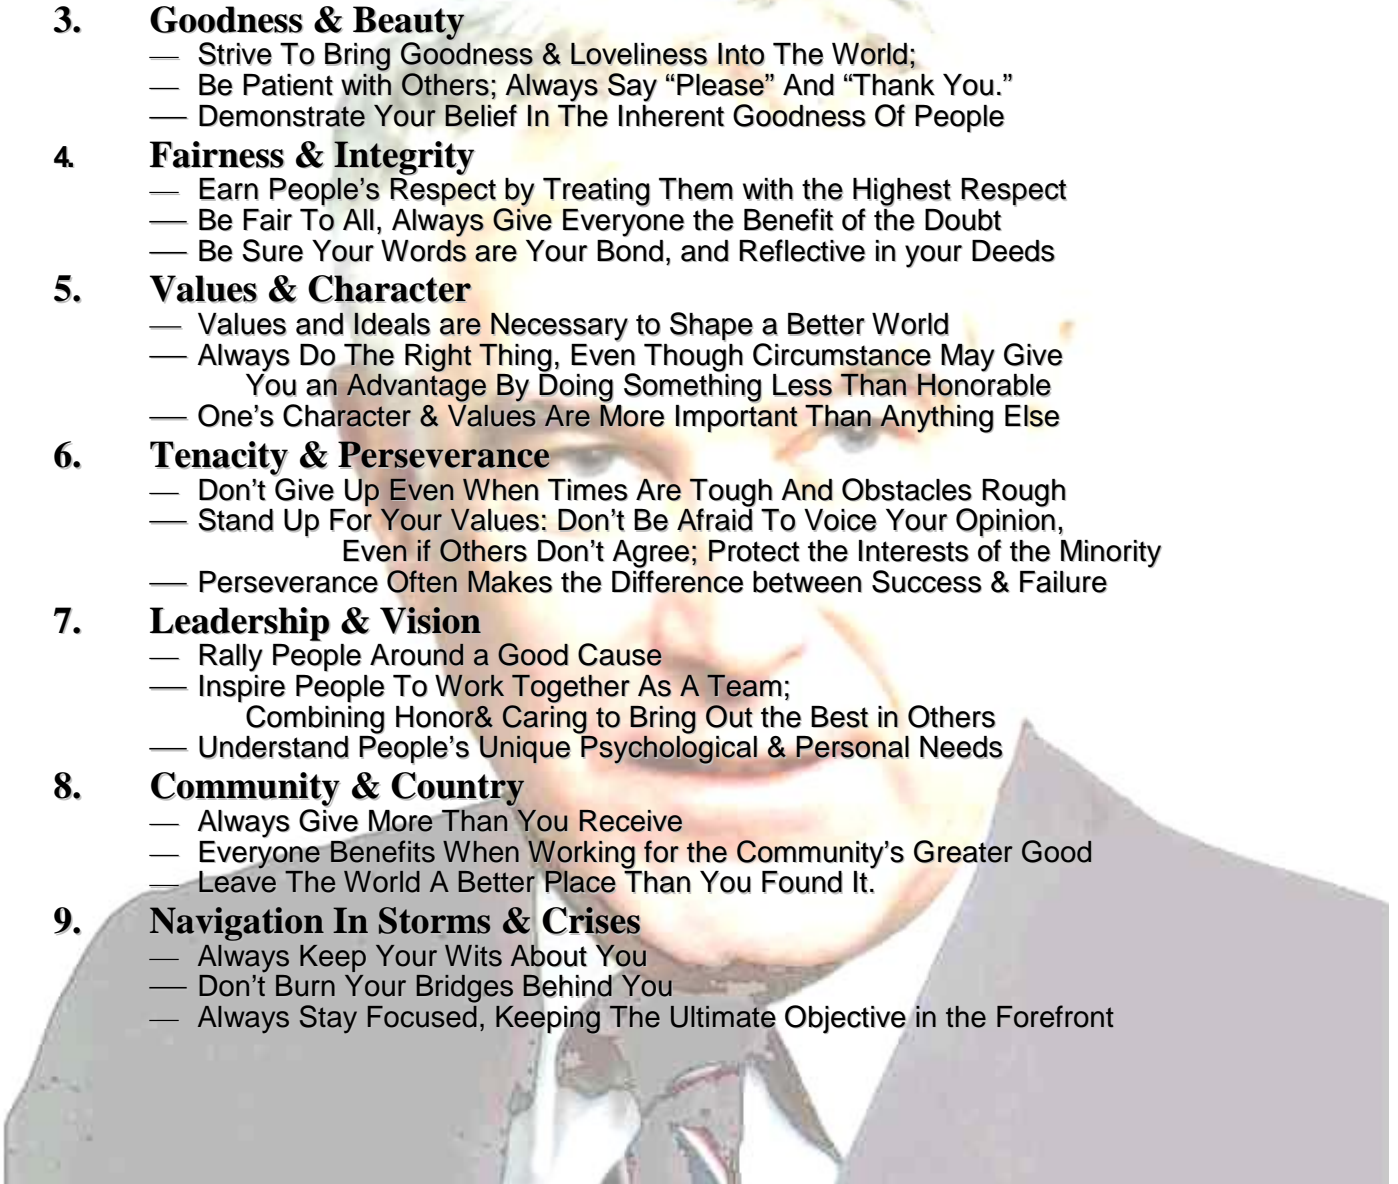 3. Goodness & Beauty
— Strive To Bring Goodness & Loveliness Into The World;
— Be Patient with Others; Always Say “Please” And “Thank You.”
— Demonstrate Your Belief In The Inherent Goodness Of People
4. Fairness & Integrity
— Earn People’s Respect by Treating Them with the Highest Respect
— Be Fair To All, Always Give Everyone the Benefit of the Doubt
— Be Sure Your Words are Your Bond, and Reflective in your Deeds
5. Values & Character
— Values and Ideals are Necessary to Shape a Better World
— Always Do The Right Thing, Even Though Circumstance May Give
You an Advantage By Doing Something Less Than Honorable
— One’s Character & Values Are More Important Than Anything Else
6. Tenacity & Perseverance
— Don’t Give Up Even When Times Are Tough And Obstacles Rough
— Stand Up For Your Values: Don’t Be Afraid To Voice Your Opinion,
Even if Others Don’t Agree; Protect the Interests of the Minority
— Perseverance Often Makes the Difference between Success & Failure
7. Leadership & Vision
— Rally People Around a Good Cause
— Inspire People To Work Together As A Team;
Combining Honor& Caring to Bring Out the Best in Others
— Understand People’s Unique Psychological & Personal Needs
8. Community & Country
— Always Give More Than You Receive
— Everyone Benefits When Working for the Community’s Greater Good
— Leave The World A Better Place Than You Found It.
9. Navigation In Storms & Crises
— Always Keep Your Wits About You
— Don’t Burn Your Bridges Behind You
— Always Stay Focused, Keeping The Ultimate Objective in the Forefront